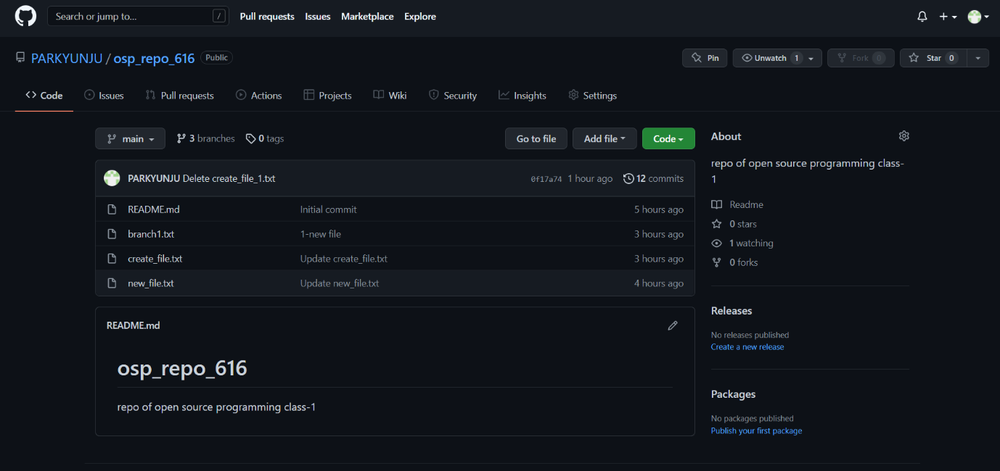 Search or jump to... / Pull requests Issues Marketplace Explore
PARKYUNJU / osp_repo_616 Public Pin Unwatch 1 Fork 0 Star 0
Code Issues Pull requests Actions Projects Wiki Security Insights Settings
main 3 branches 0 tags Go to file Add file Code
PARKYUNJU Delete create_file_1.txt 0f17a74 1 hour ago 12 commits
README.md Initial commit 5 hours ago
branch1.txt 1-new file 3 hours ago
create_file.txt Update create_file.txt 3 hours ago
new_file.txt Update new_file.txt 4 hours ago
README.md
osp_repo_616
repo of open source programming class-1
About
repo of open source programming class-
1
Readme
0 stars
1 watching
0 forks
Releases
No releases published
Create a new release
Packages
No packages published
Publish your first package